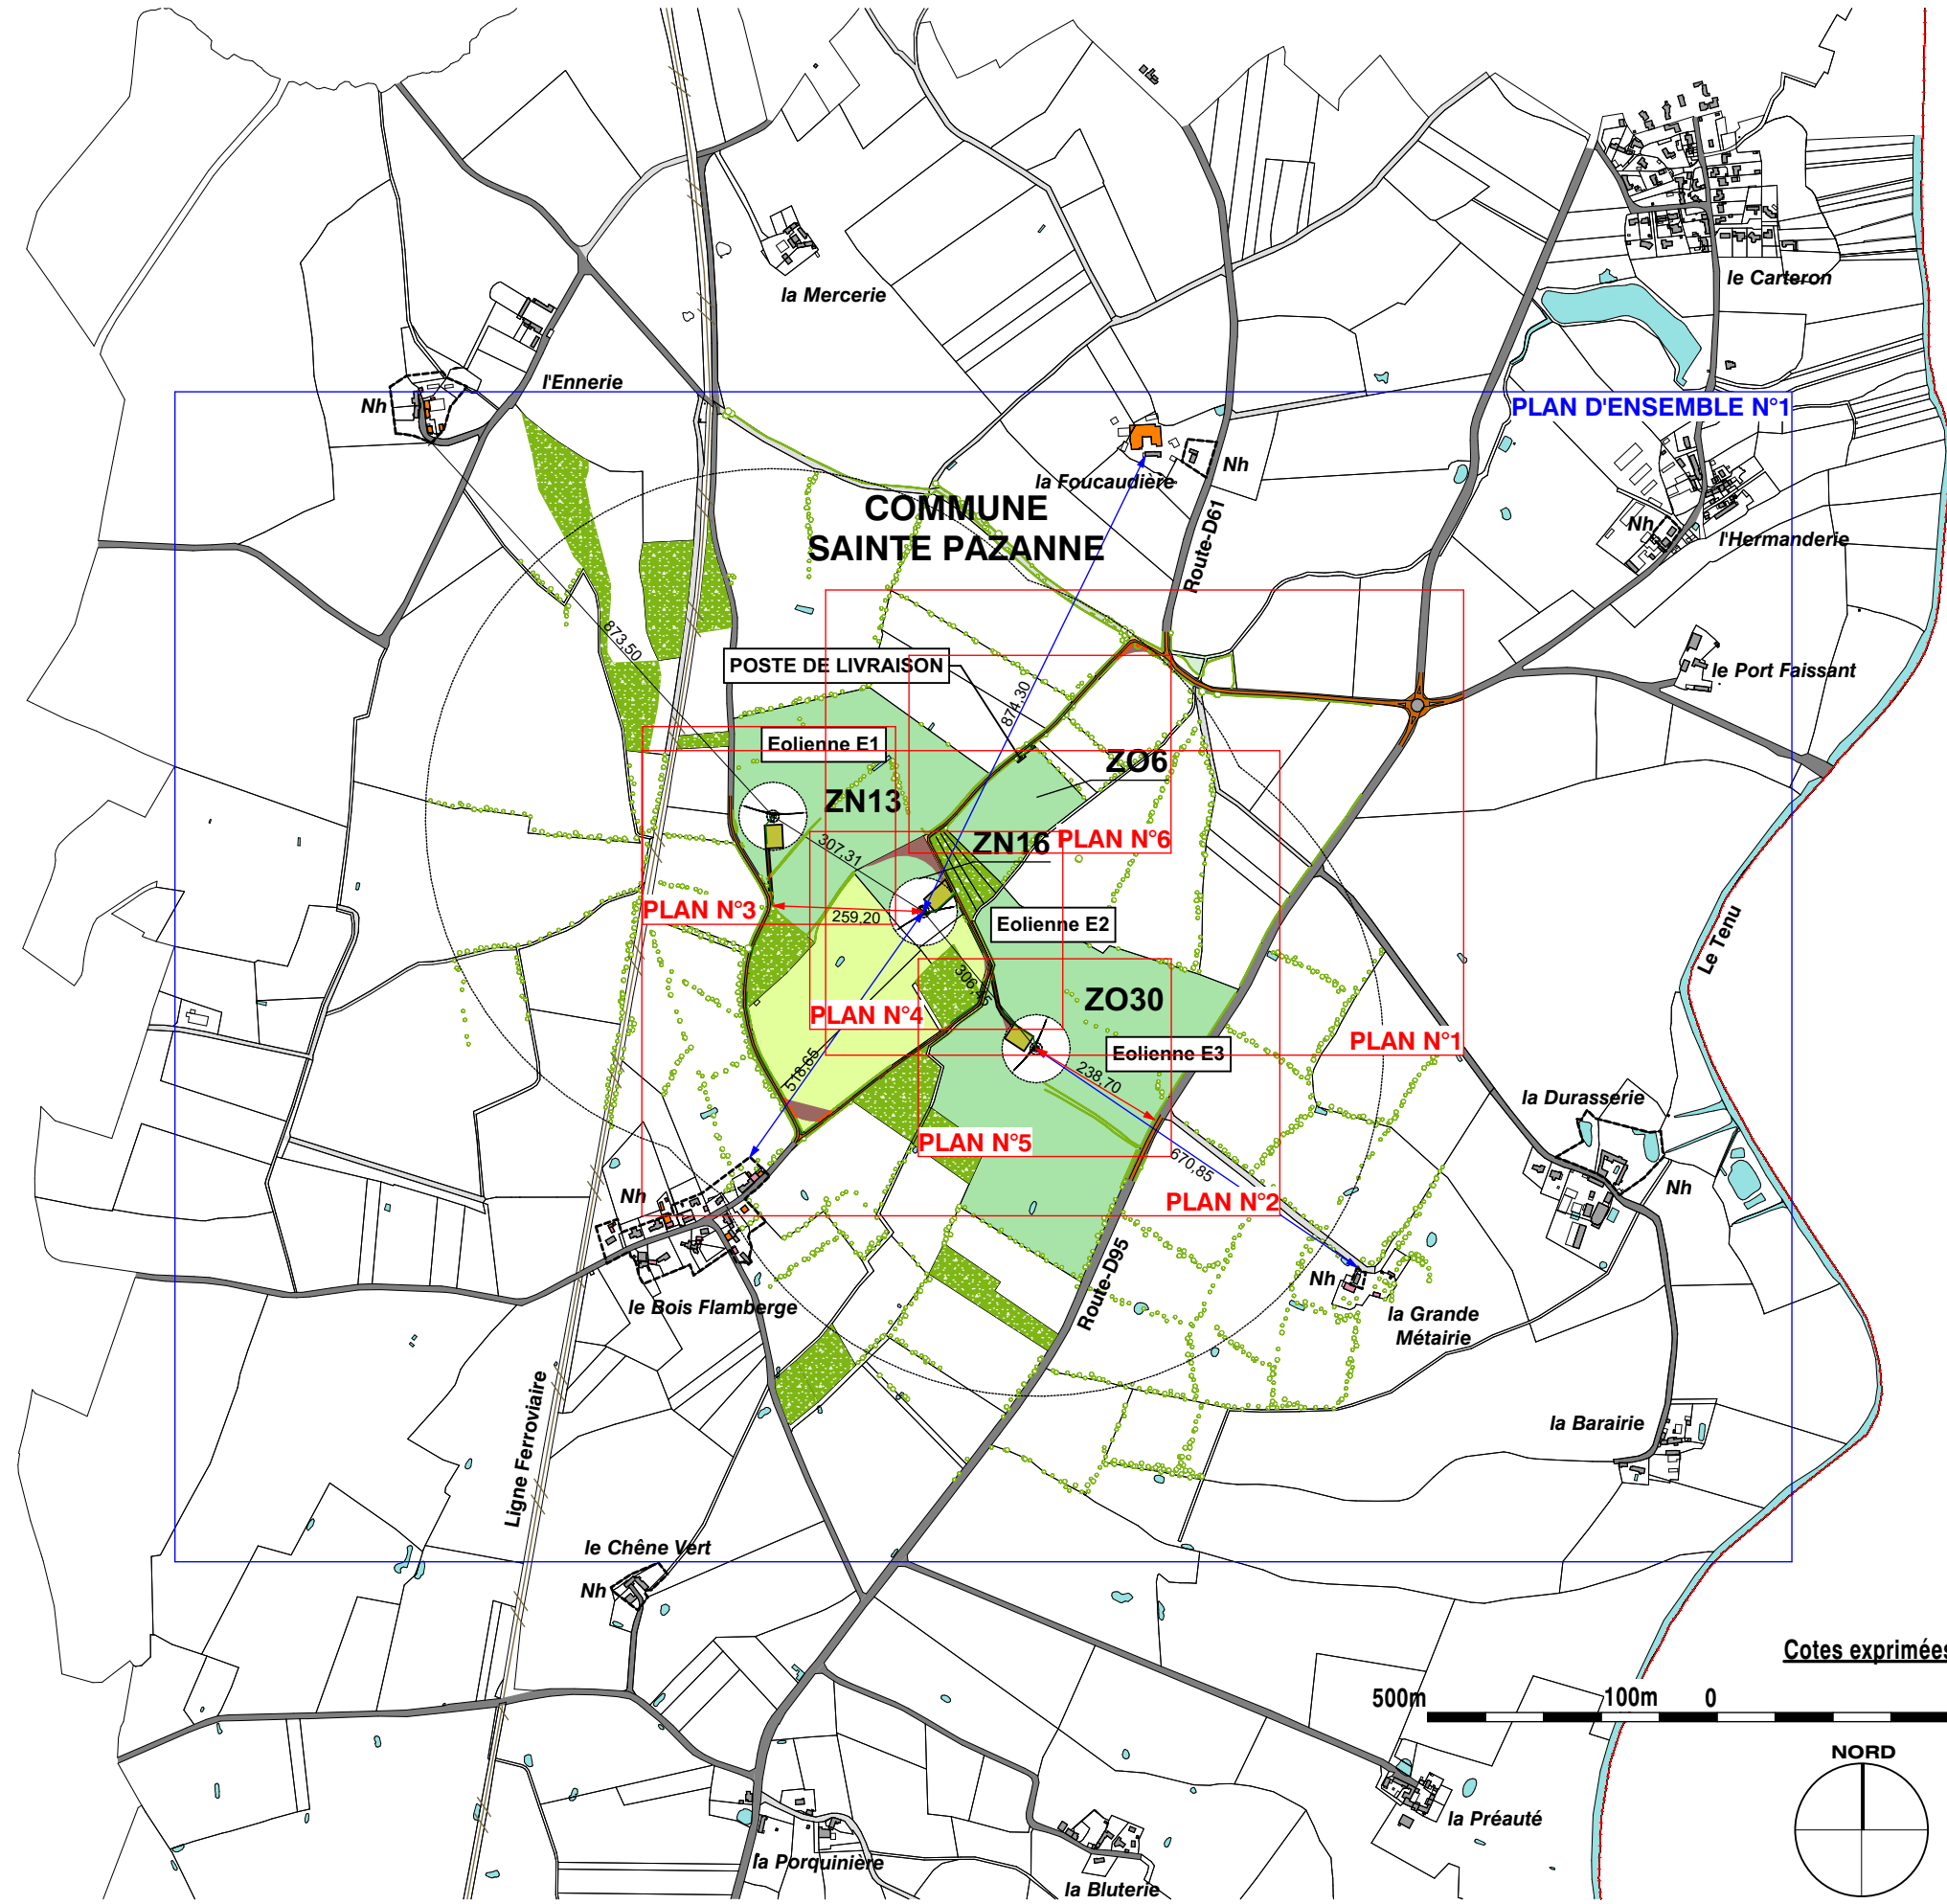 le Carteron
la Mercerie
l'Ennerie
Nh
PLAN D'ENSEMBLE N°1
la Foucaudière
Nh
COMMUNE
SAINTE PAZANNE
Route-D61
Nh
l'Hermanderie
873,50
POSTE DE LIVRAISON
874,30
le Port Faissant
Eolienne E1
ZO6
ZN13
307,31
ZN16
PLAN N°6
PLAN N°3
259,20
Eolienne E2
Le Tenu
ZO30
PLAN N°4
PLAN N°1
Eolienne E3
518,65
238,70
la Durasserie
PLAN N°5
670,85
Nh
Nh
PLAN N°2
Route-D95
Nh
le Bois Flamberge
la Grande
Métairie
Ligne Ferroviaire
la Barairie
le Chêne Vert
Nh
Cotes exprimées
500m
100m
0
NORD
la Préauté
la Porquinière
la Bluterie